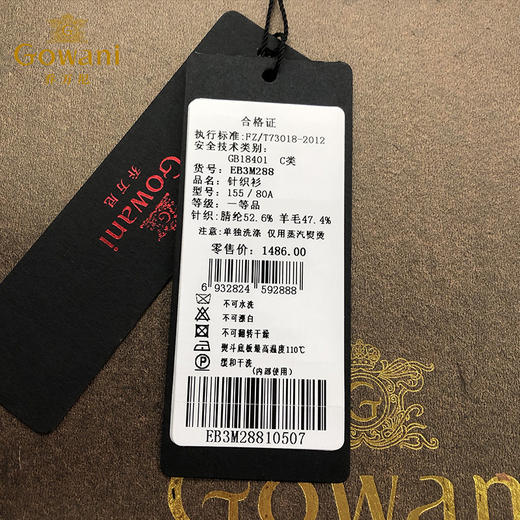 Gowani
乔万尼
乔万尼
Gowani
合格证
执行标准:FZ/T73018-2012
安全技术类别:
GB18401 C类
货号: EB3M288
品名: 针织衫
型号: 155/80A
等级: 一等品
针织:腈纶52.6% 羊毛47.4%
注意:单独洗涤 仅用蒸汽熨烫
零售价: 1486.00
6 932824 592888
不可水洗
不可漂白
不可翻转干燥
熨斗底板最高温度110℃
缓和干洗
(内部使用)
EB3M28810507
G
Gowani